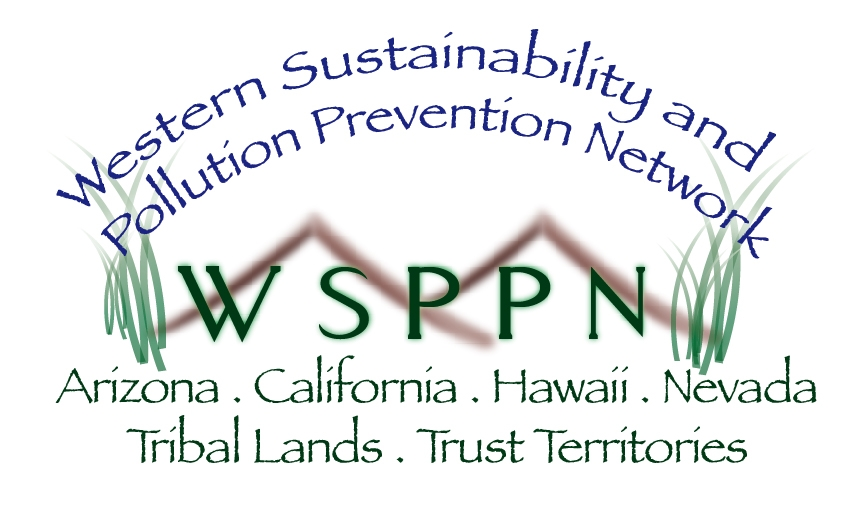 Western Sustainability and
Pollution Prevention Network
WSPPN
Arizona . California . Hawaii . Nevada
Tribal Lands . Trust Territories